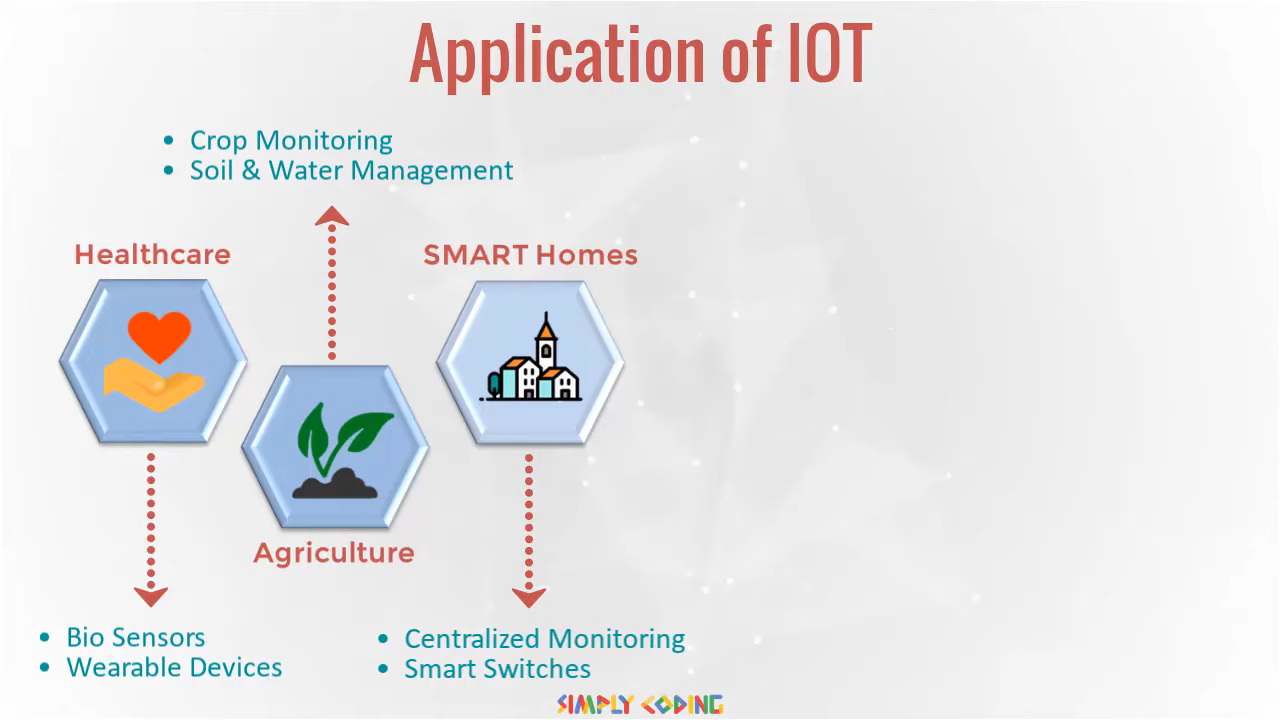 Application of IOT
• Crop Monitoring
• Soil & Water Management
Healthcare
SMART Homes
Agriculture
• Bio Sensors
• Wearable Devices
• Centralized Monitoring
• Smart Switches
SIMPLY CODING